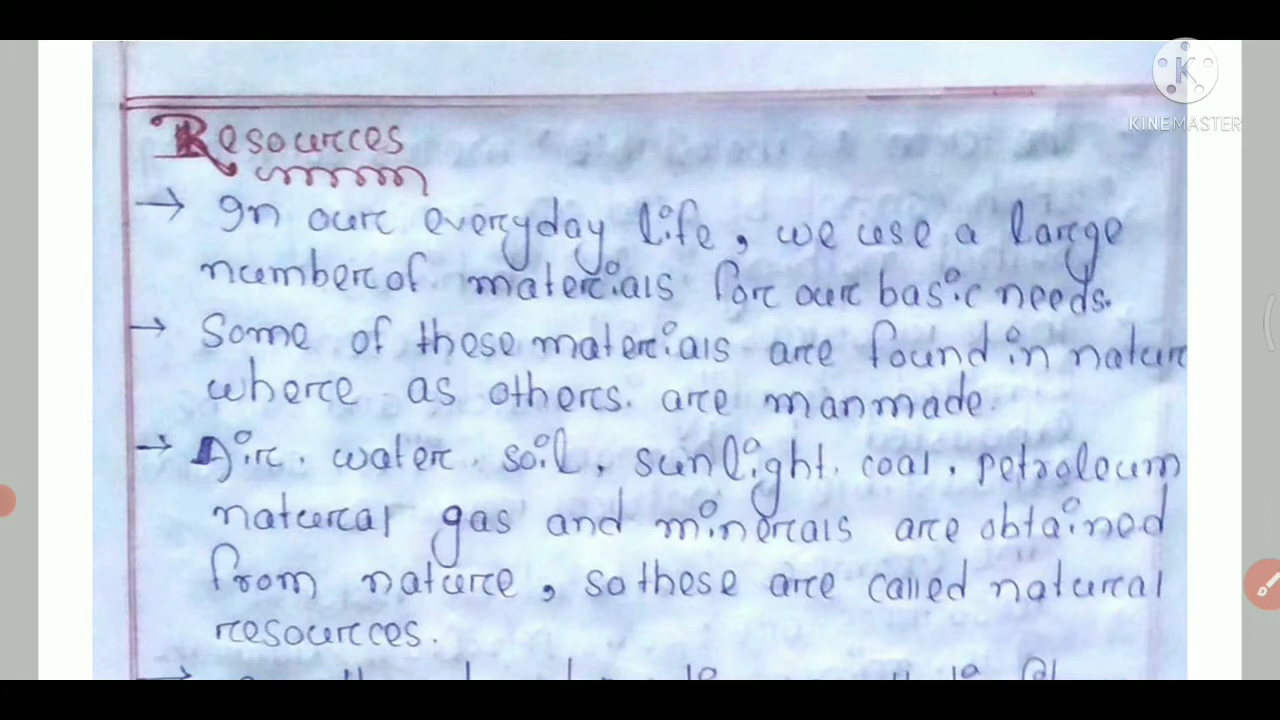 Resources
→ In our everyday life, we use a large
number of materials for our basic needs.
→ Some of these materials are found in natur
where as others. are manmade.
→ Air. water. soil, sunlight. coal. petroleum
natural gas and minerals are obtained
from nature, so these are called natural
resources.
KINEMASTER